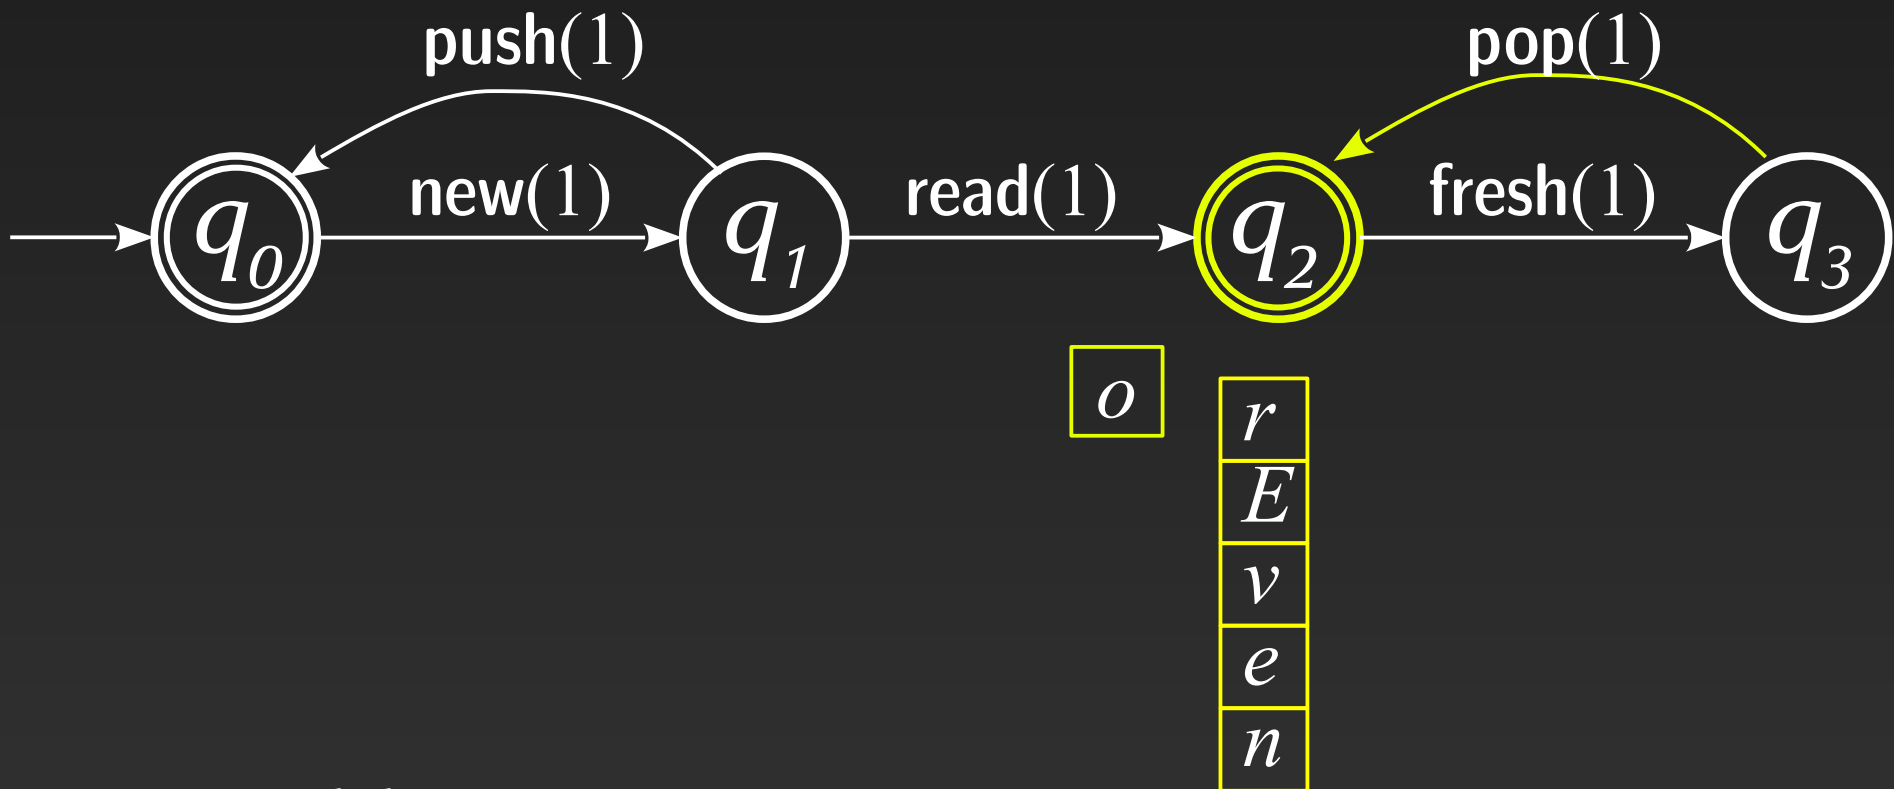 push(1) pop(1)
new(1) read(1) fresh(1)
q0 q1 q2 q3
o
r
E
v
e
n